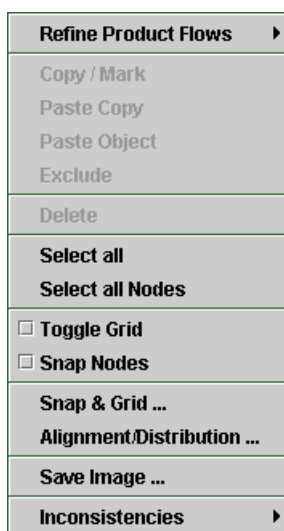 Refine Product Flows
Copy / Mark
Paste Copy
Paste Object
Exclude
Delete
Select all
Select all Nodes
Toggle Grid
Snap Nodes
Snap & Grid ...
Alignment/Distribution ...
Save Image ...
Inconsistencies